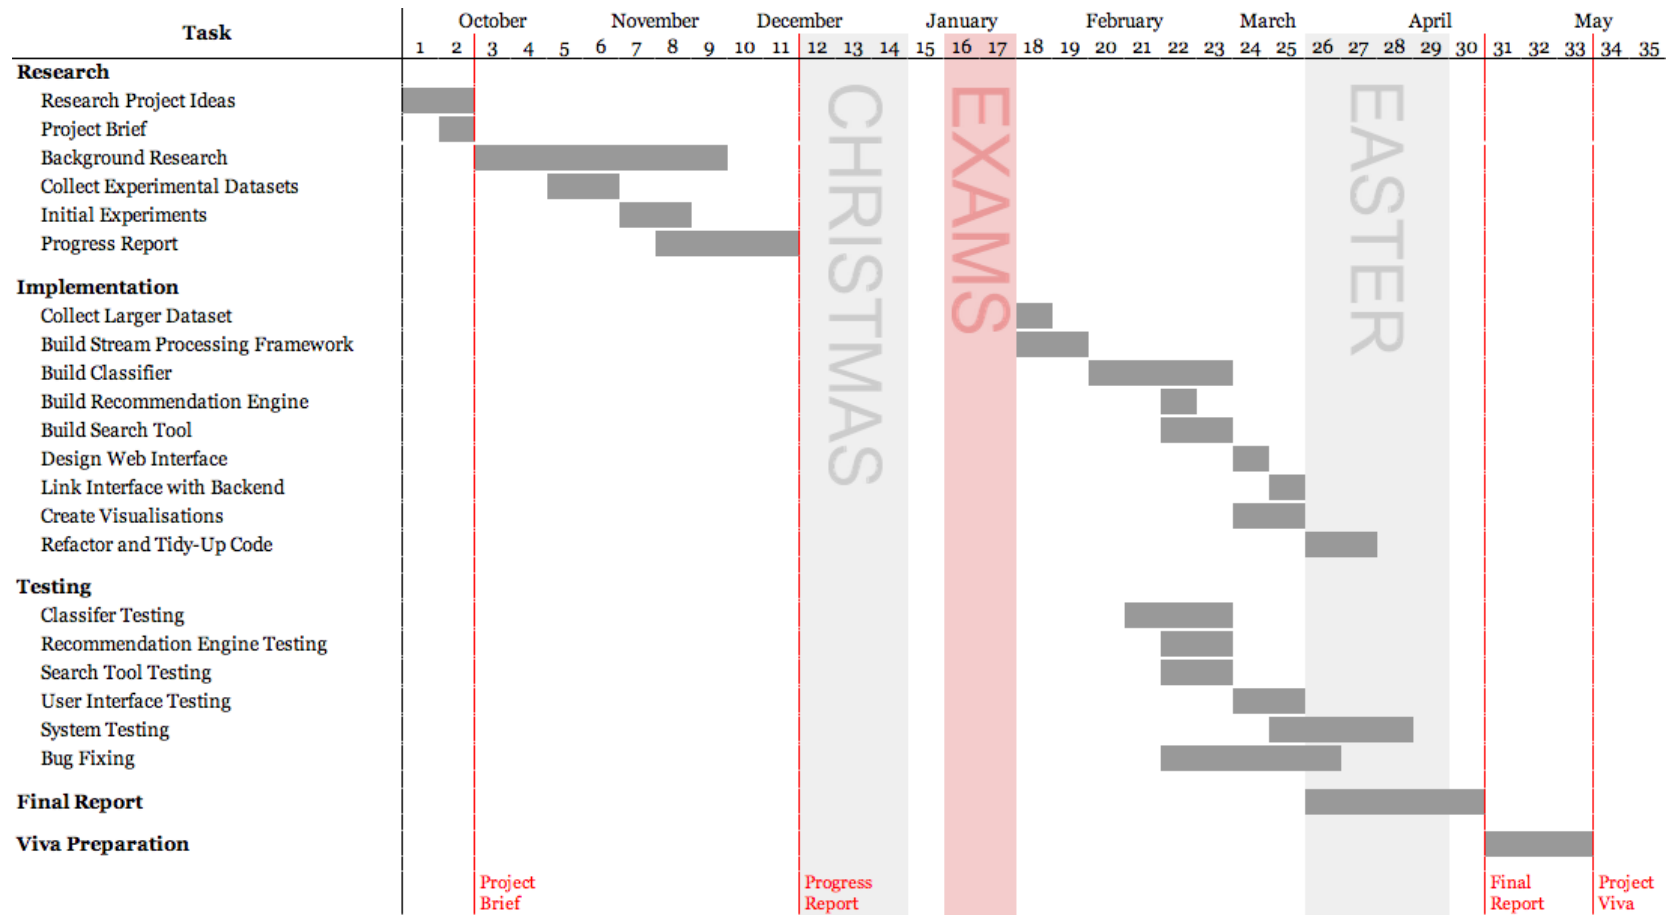 Task
October November December January February March April May
1 2 3 4 5 6 7 8 9 10 11 12 13 14 15 16 17 18 19 20 21 22 23 24 25 26 27 28 29 30 31 32 33 34 35
Research
Research Project Ideas
Project Brief
Background Research
Collect Experimental Datasets
Initial Experiments
Progress Report
Implementation
Collect Larger Dataset
Build Stream Processing Framework
Build Classifier
Build Recommendation Engine
Build Search Tool
Design Web Interface
Link Interface with Backend
Create Visualisations
Refactor and Tidy-Up Code
Testing
Classifer Testing
Recommendation Engine Testing
Search Tool Testing
User Interface Testing
System Testing
Bug Fixing
Final Report
Viva Preparation
CHRISTMAS
EXAMS
EASTER
Project
Brief
Progress
Report
Final
Report
Project
Viva